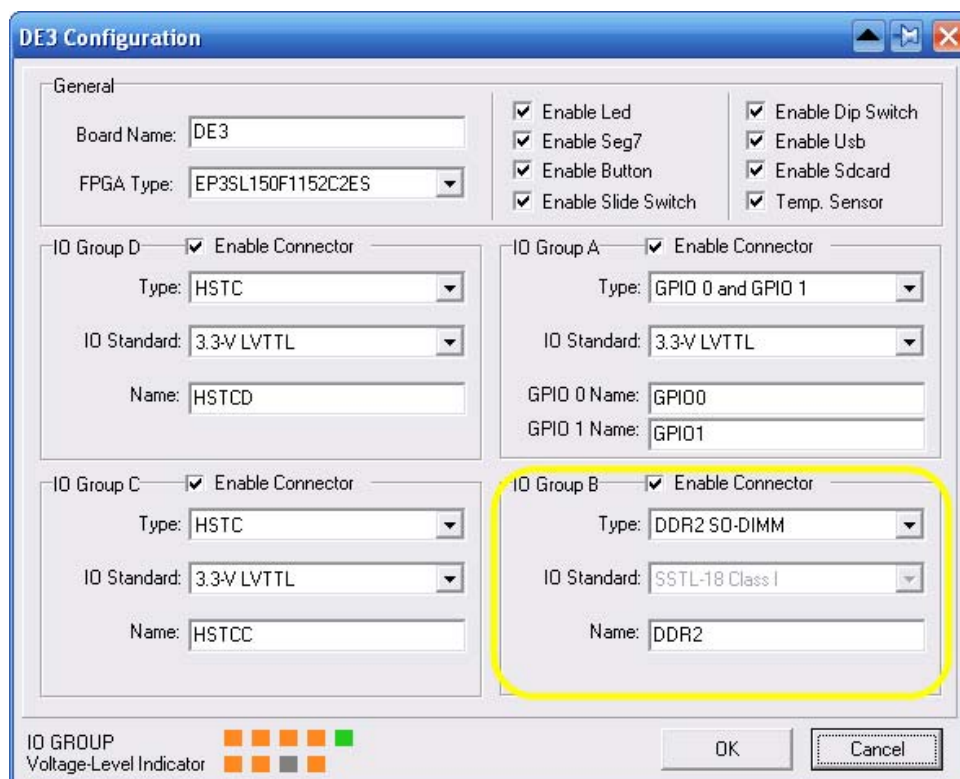 DE3 Configuration
General
Board Name: DE3
FPGA Type: EP3SL150F1152C2ES
Enable Led
Enable Seg7
Enable Button
Enable Slide Switch
Enable Dip Switch
Enable Usb
Enable Sdcard
Temp. Sensor
IO Group D Enable Connector
Type: HSTC
IO Standard: 3.3-V LVTTL
Name: HSTCD
IO Group A Enable Connector
Type: GPIO 0 and GPIO 1
IO Standard: 3.3-V LVTTL
GPIO 0 Name: GPIO0
GPIO 1 Name: GPIO1
IO Group C Enable Connector
Type: HSTC
IO Standard: 3.3-V LVTTL
Name: HSTCC
IO Group B Enable Connector
Type: DDR2 SO-DIMM
IO Standard: SSTL-18 Class I
Name: DDR2
IO GROUP
Voltage-Level Indicator
OK
Cancel